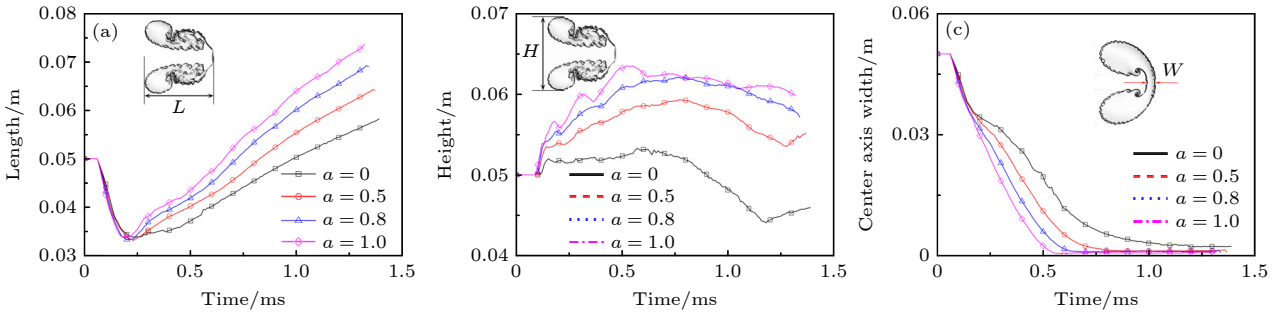 (a)
0.08
0.07
0.06
0.05
0.04
0.03
Length/m
L
a = 0
a = 0.5
a = 0.8
a = 1.0
0
0.5
1.0
1.5
Time/ms
0.07
0.06
0.05
0.04
Height/m
H
a = 0
a = 0.5
a = 0.8
a = 1.0
0
0.5
1.0
1.5
Time/ms
(c)
0.06
0.03
0
Center axis width/m
W
a = 0
a = 0.5
a = 0.8
a = 1.0
0
0.5
1.0
1.5
Time/ms